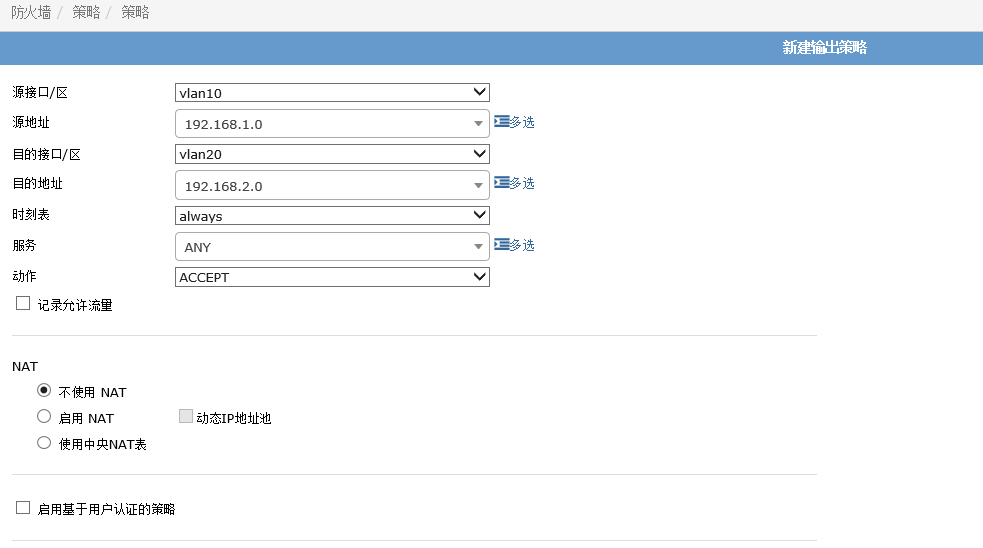 防火墙 / 策略 / 策略
新建输出策略
源接口/区 vlan10
源地址 192.168.1.0 多选
目的接口/区 vlan20
目的地址 192.168.2.0 多选
时刻表 always
服务 ANY 多选
动作 ACCEPT
记录允许流量
NAT
不使用 NAT
启用 NAT 动态IP地址池
使用中央NAT表
启用基于用户认证的策略